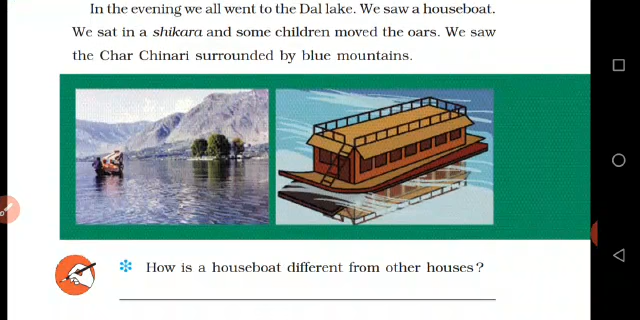 In the evening we all went to the Dal lake. We saw a houseboat.
We sat in a shikara and some children moved the oars. We saw
the Char Chinari surrounded by blue mountains.
How is a houseboat different from other houses?